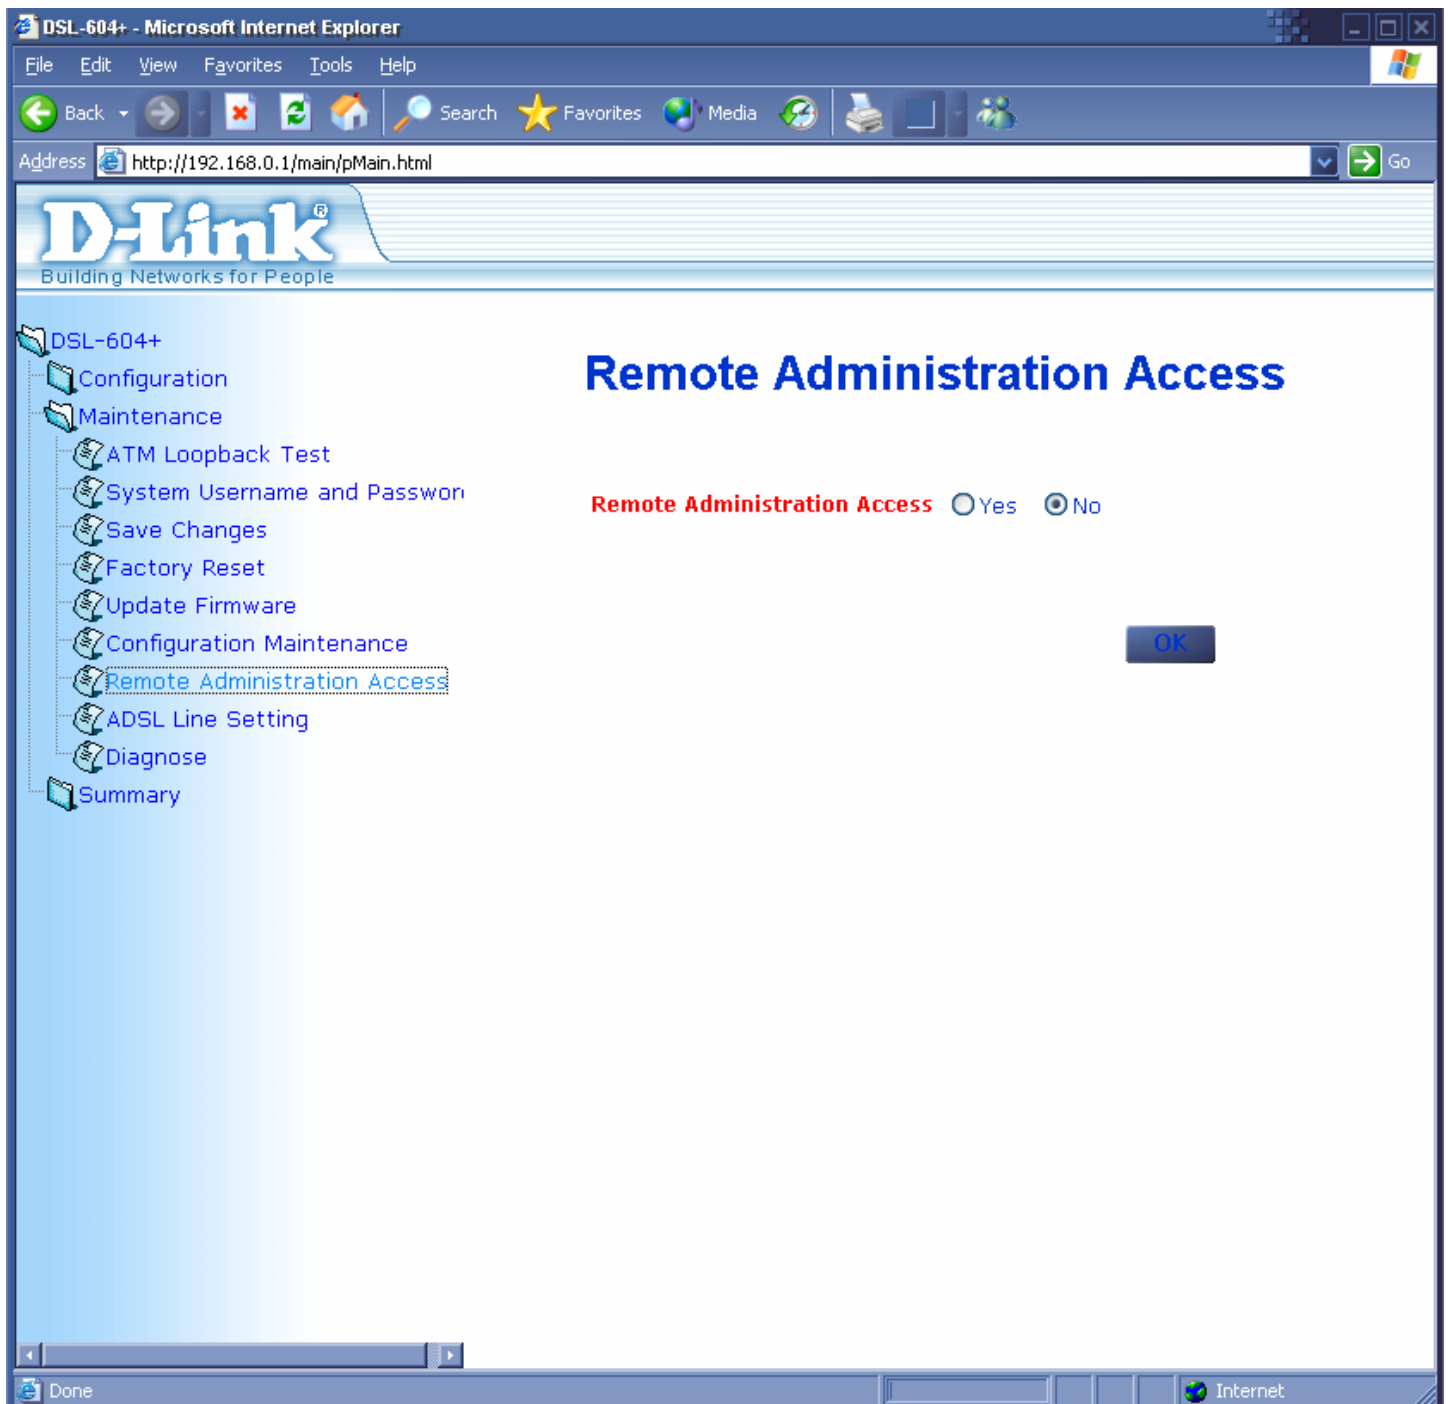 DSL-604+ - Microsoft Internet Explorer
File Edit View Favorites Tools Help
Back Search Favorites Media
Address http://192.168.0.1/main/pMain.html Go
D-Link®
Building Networks for People
DSL-604+
Configuration
Maintenance
ATM Loopback Test
System Username and Passwor
Save Changes
Factory Reset
Update Firmware
Configuration Maintenance
Remote Administration Access
ADSL Line Setting
Diagnose
Summary
Remote Administration Access
Remote Administration Access Yes No
OK
Done Internet